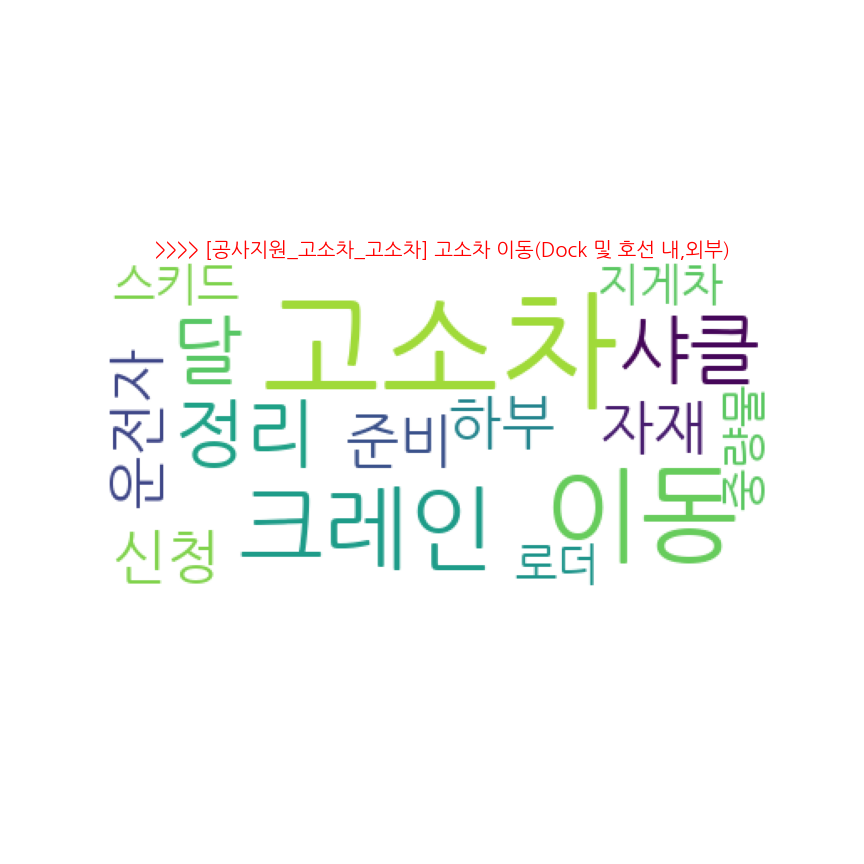 >>>> [공사지원_고소차_고소차] 고소차 이동(Dock 및 호선 내,외부)
스키드
지게차
고소차
달
샤클
운전자
정리
준비
하부
자재
중량물
크레인
이동
신청
로더